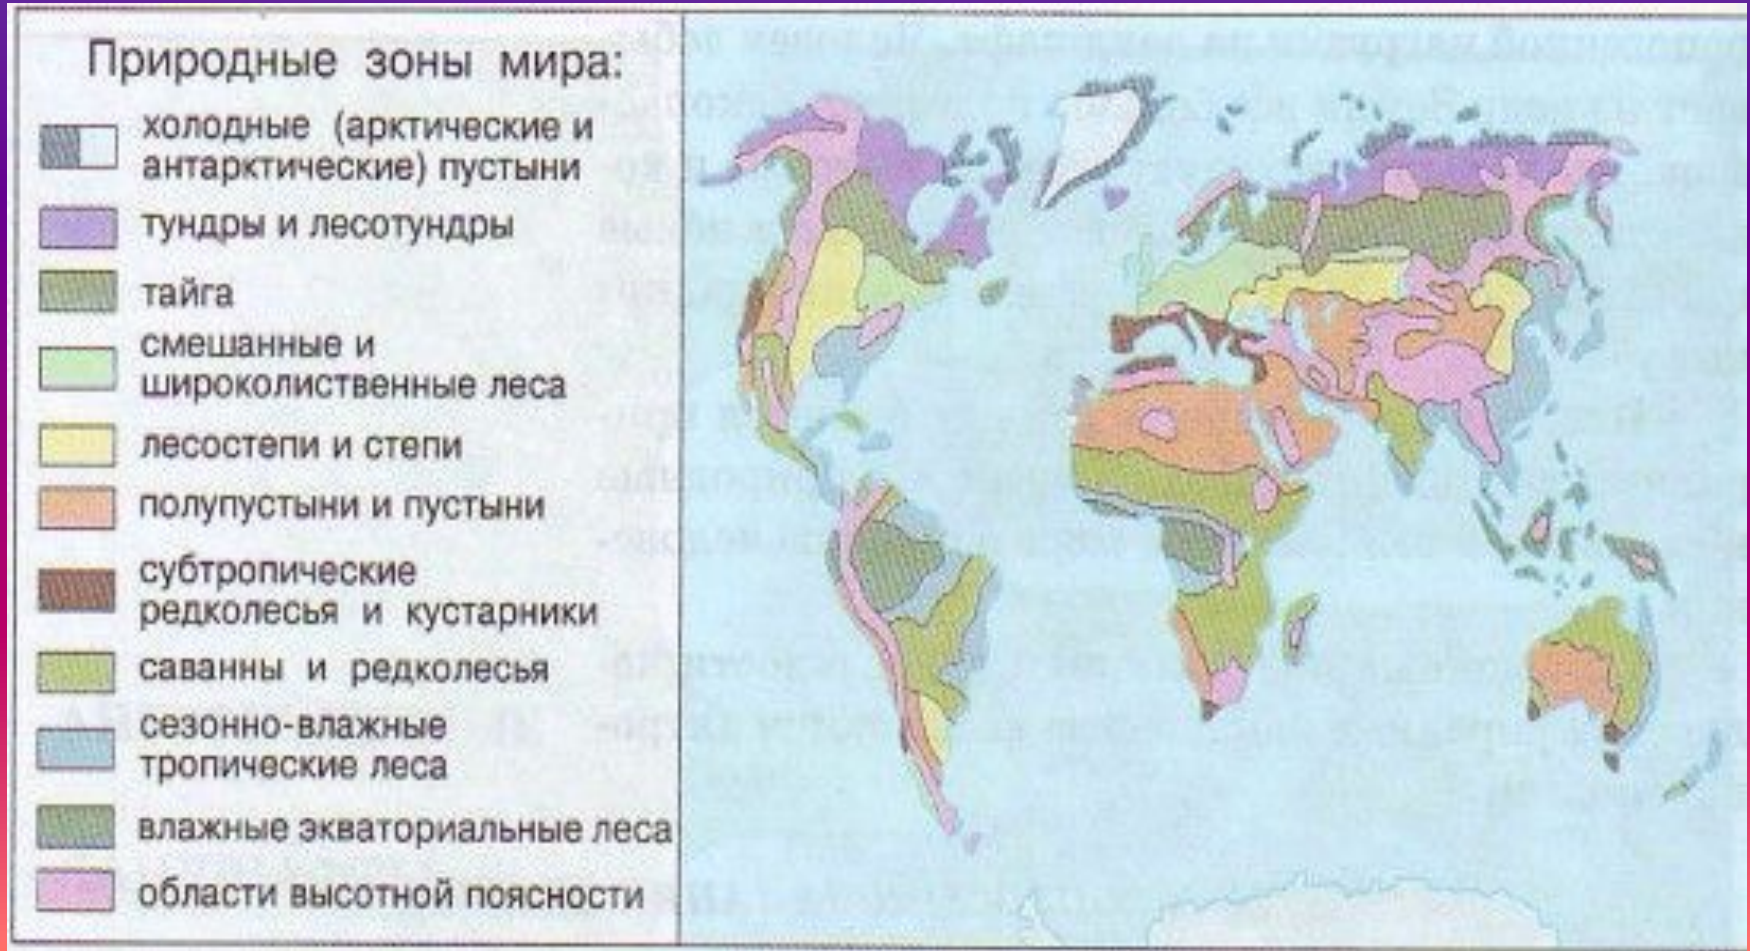 Природные зоны мира:
холодные (арктические и
антарктические) пустыни
тундры и лесотундры
тайга
смешанные и
широколиственные леса
лесостепи и степи
полупустыни и пустыни
субтропические
редколесья и кустарники
саванны и редколесья
сезонно-влажные
тропические леса
влажные экваториальные леса
области высотной поясности